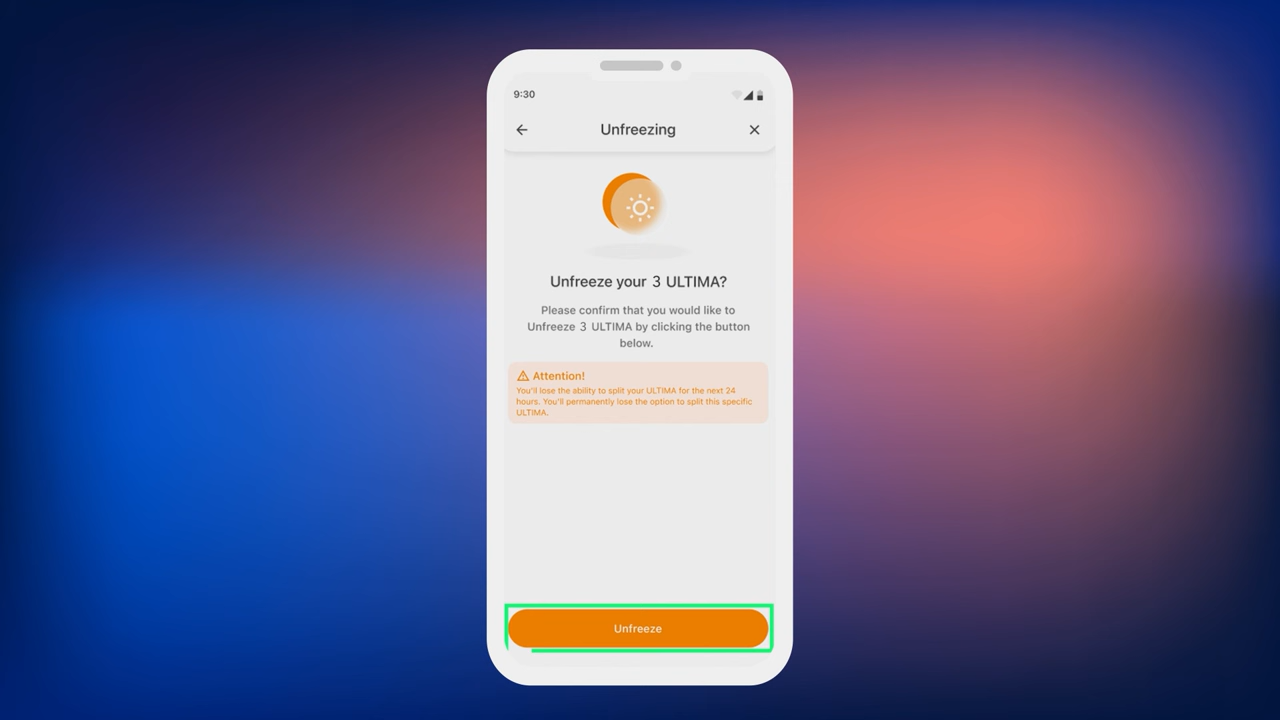 9:30
Unfreezing
Unfreeze your 3 ULTIMA?
Please confirm that you would like to
Unfreeze 3 ULTIMA by clicking the button
below.
Attention!
You'll lose the ability to split your ULTIMA for the next 24
hours. You'll permanently lose the option to split this specific
ULTIMA.
Unfreeze